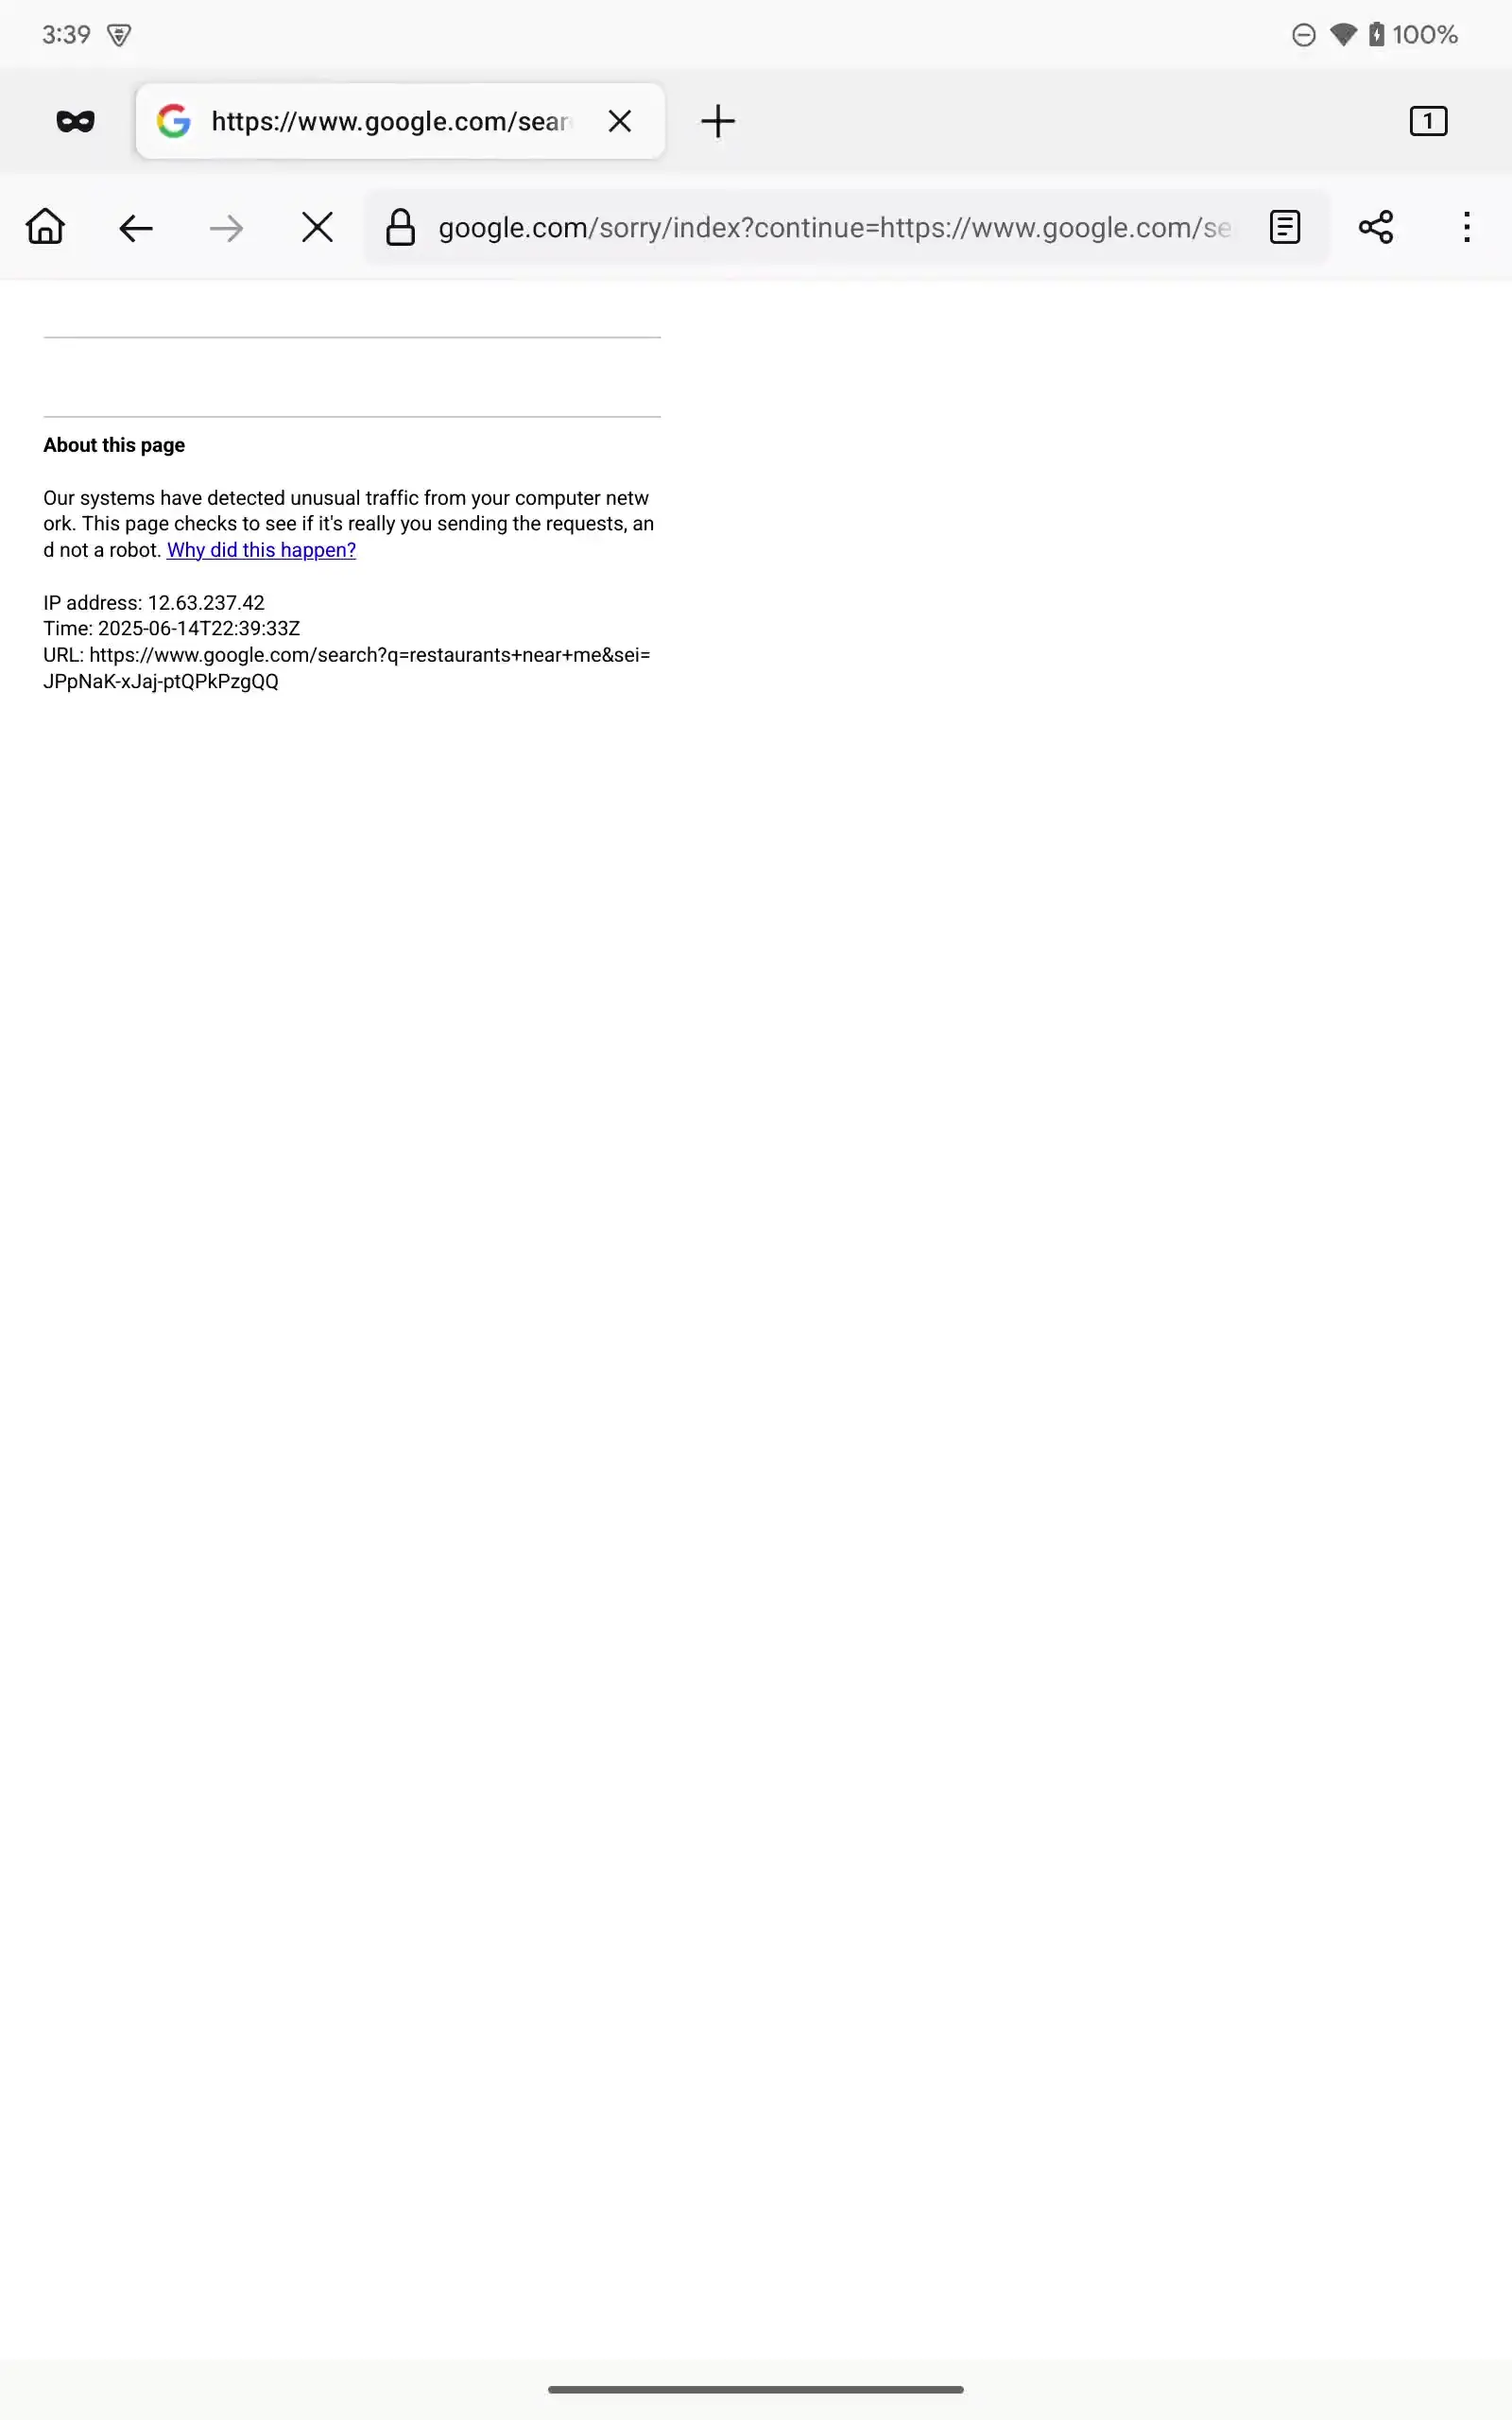 3:39
100%
https://www.google.com/sear
1
google.com/sorry/index?continue=https://www.google.com/se
About this page
Our systems have detected unusual traffic from your computer netw
ork. This page checks to see if it's really you sending the requests, an
d not a robot. Why did this happen?
IP address: 12.63.237.42
Time: 2025-06-14T22:39:33Z
URL: https://www.google.com/search?q=restaurants+near+me&sei=
JPpNaK-xJaj-ptQPkPzgQQ